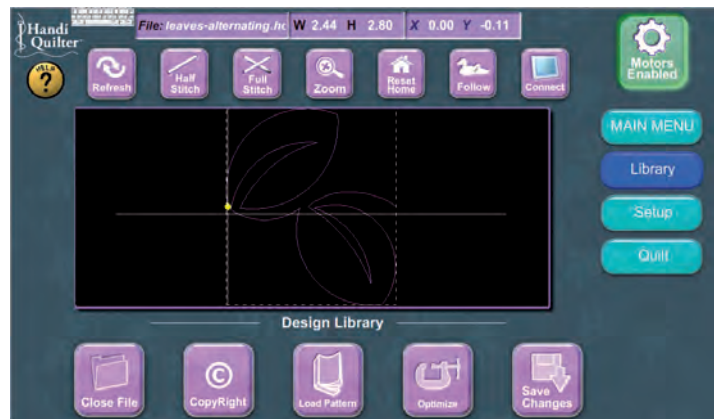 Handi
Quilter
File: leaves-alternating.hc W 2.44 H 2.80 X 0.00 Y -0.11
HELP
?
Refresh
Half
Stitch
Full
Stitch
Zoom
Reset
Home
Follow
Connect
Motors
Enabled
MAIN MENU
Library
Setup
Quilt
Design Library
Close File
©
CopyRight
Load Pattern
Optimize
Save
Changes